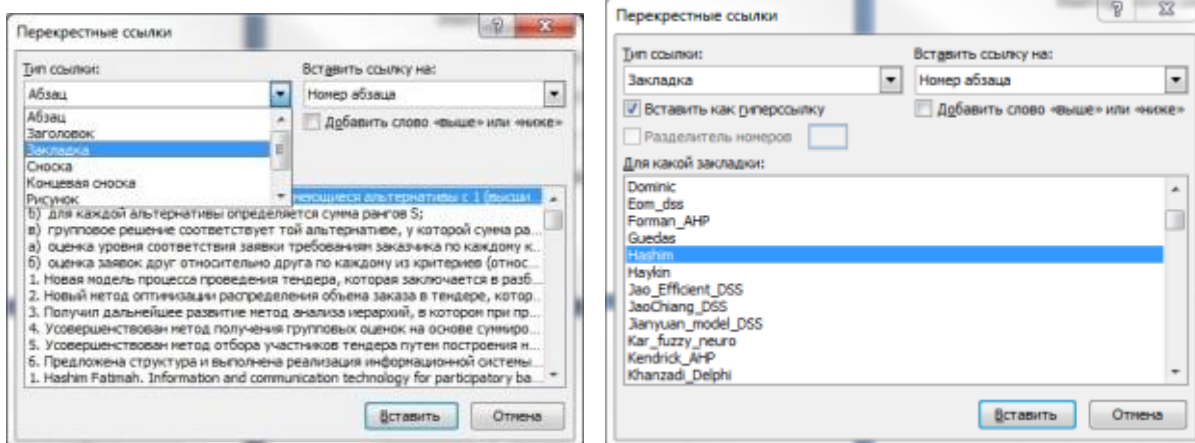 Перекрестные ссылки
Тип ссылки:
Вставить ссылку на:
Абзац
Номер абзаца
Добавить слово «выше» или «ниже»
Абзац
Заголовок
Закладка
Сноска
Концевая сноска
Рисунок
меющиеся альтернативы с 1 (высши
б) для каждой альтернативы определяется сумма рангов S;
в) групповое решение соответствует той альтернативе, у которой сумма ра...
а) оценка уровня соответствия заявки требованиям заказчика по каждому к...
б) оценка заявок друг относительно друга по каждому из критериев (относ...
1. Новая модель процесса проведения тендера, которая заключается в разб...
2. Новый метод оптимизации распределения объема заказа в тендере, котор...
3. Получил дальнейшее развитие метод анализа иерархий, в котором при пр...
4. Усовершенствован метод получения групповых оценок на основе суммиро...
5. Усовершенствован метод отбора участников тендера путем построения н...
6. Предложена структура и выполнена реализация информационной системы...
1. Hashim Fatimah. Information and communication technology for participatory ba...
Вставить
Отмена
Перекрестные ссылки
Тип ссылки:
Вставить ссылку на:
Закладка
Номер абзаца
Вставить как гиперссылку
Добавить слово «выше» или «ниже»
Разделитель номеров
Для какой закладки:
Dominic
Eom_dss
Forman_AHP
Guedas
Hashim
Haykin
Jao_Efficient_DSS
JaoChiang_DSS
Jianyuan_model_DSS
Kar_fuzzy_neuro
Kendrick_AHP
Khanzadi_Delphi
Вставить
Отмена